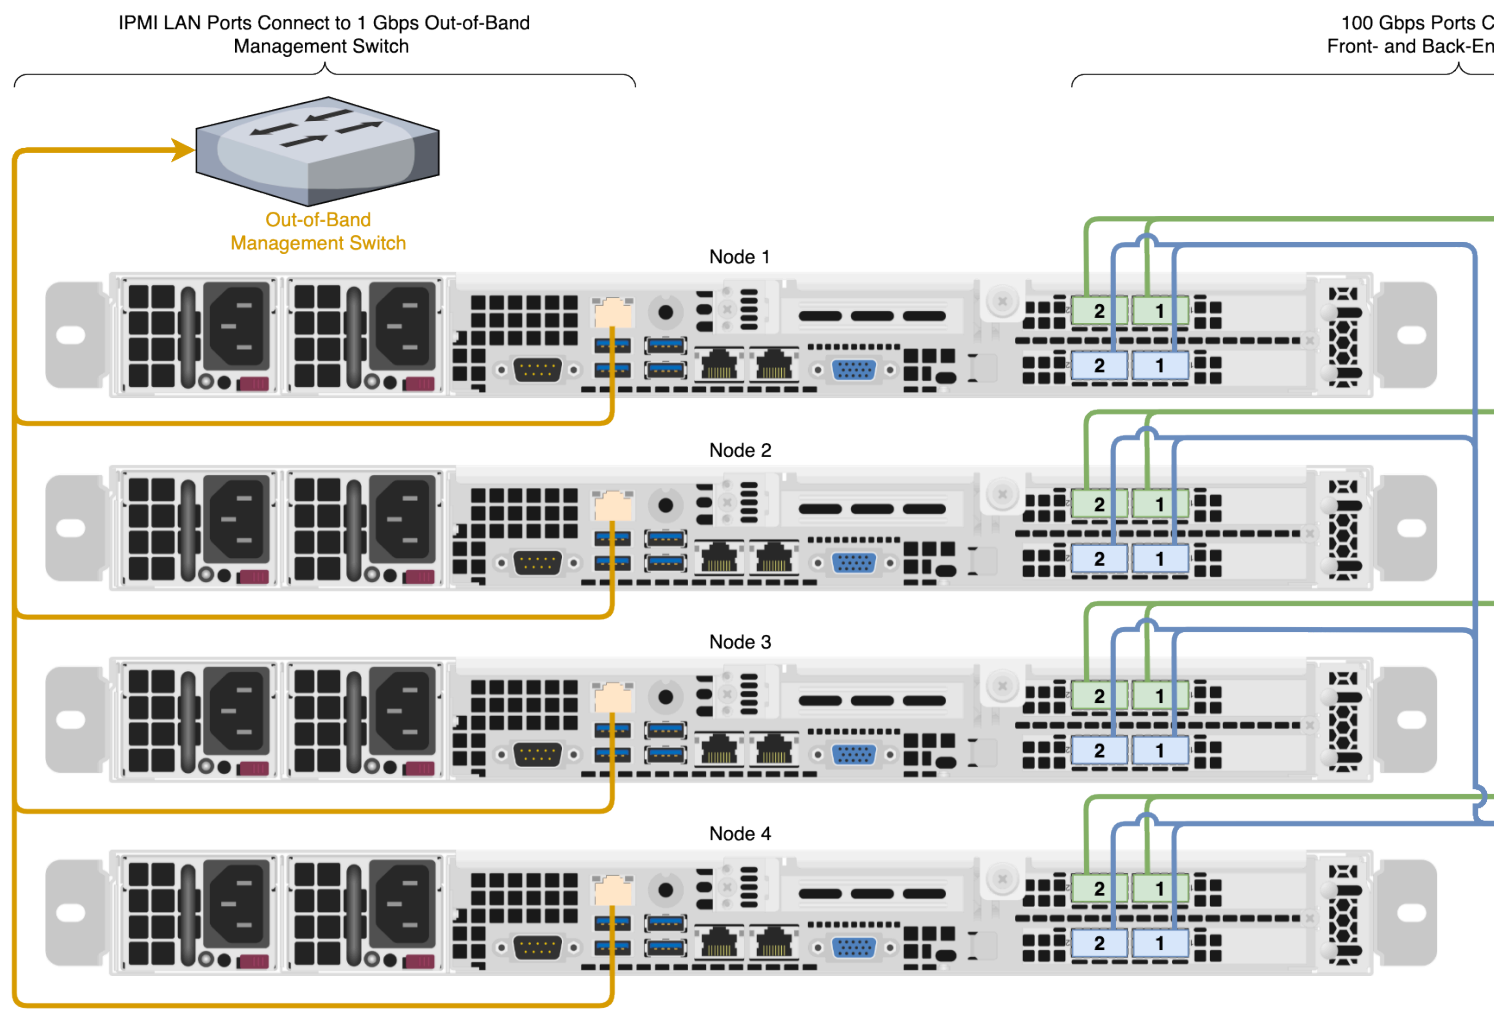 IPMI LAN Ports Connect to 1 Gbps Out-of-Band
Management Switch
100 Gbps Ports
Front- and
Out-of-Band
Management Switch
Node 1
2 1
2 1
Node 2
2 1
2 1
Node 3
2 1
2 1
Node 4
2 1
2 1